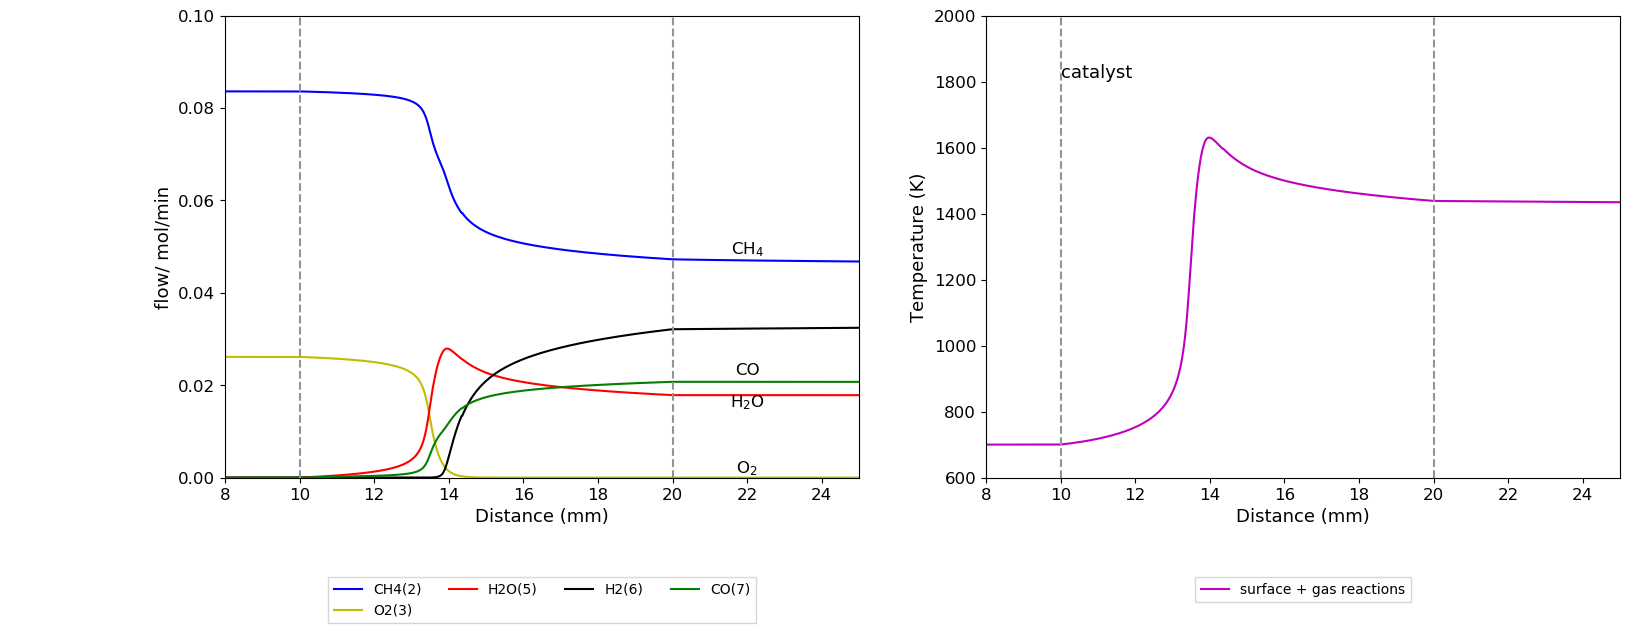 0.10
0.08
0.06
0.04
0.02
0.00
flow/ mol/min
CH₄
CO
H₂O
O₂
8 10 12 14 16 18 20 22 24
Distance (mm)
CH4(2) H2O(5) H2(6) CO(7)
O2(3)
2000
1800
1600
1400
1200
1000
800
600
Temperature (K)
catalyst
8 10 12 14 16 18 20 22 24
Distance (mm)
surface + gas reactions